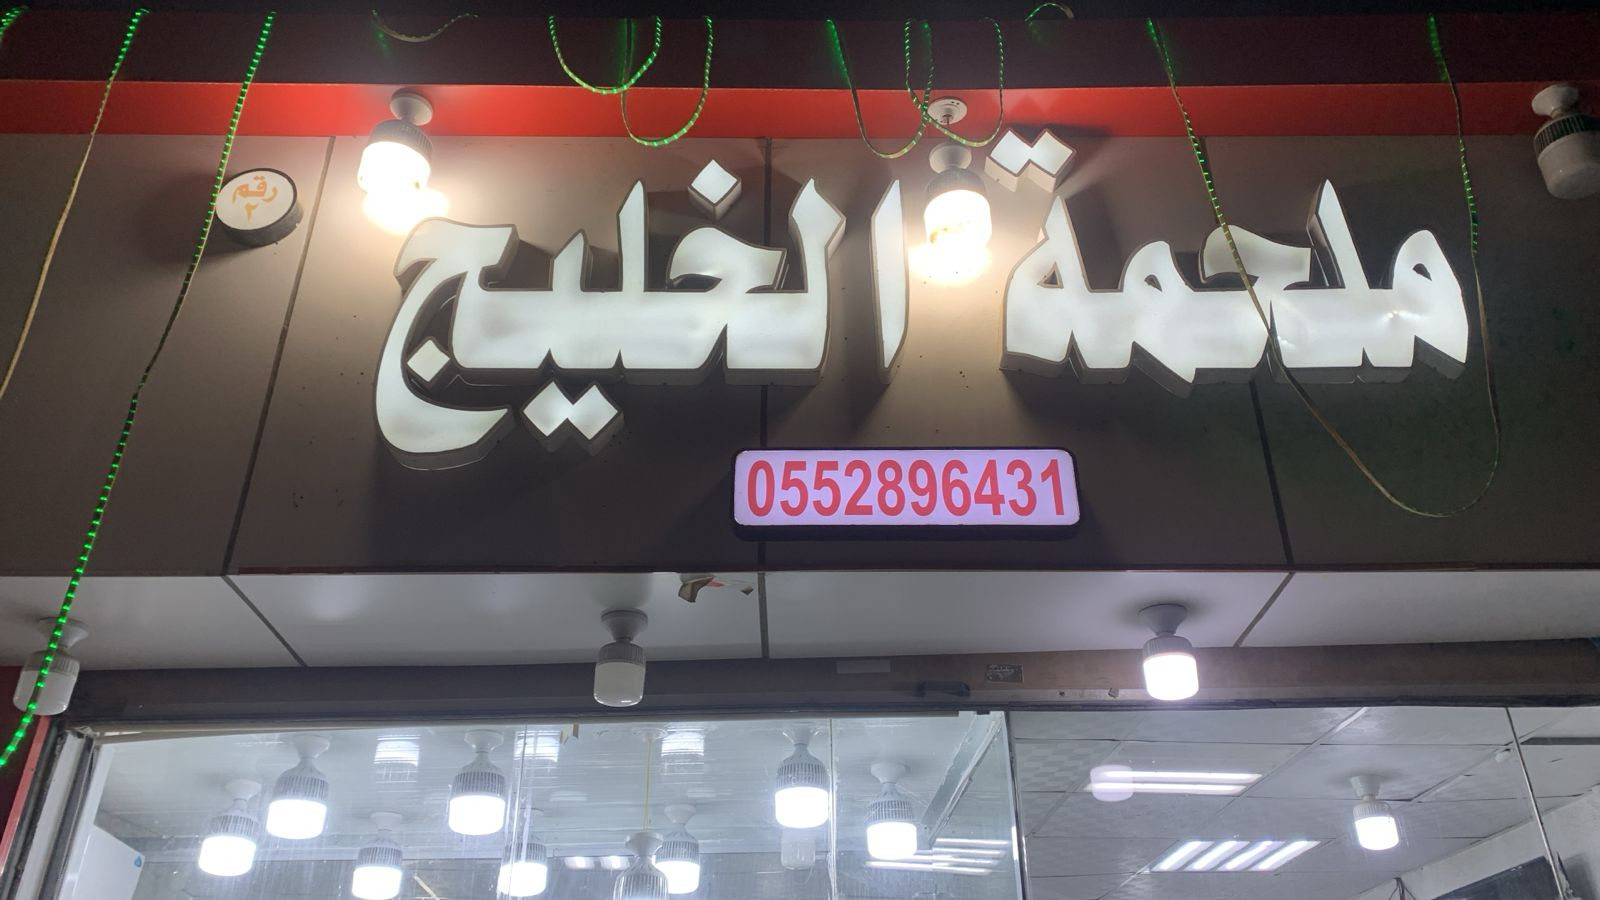 ملحمة الخليج
رقم
٢
0552896431